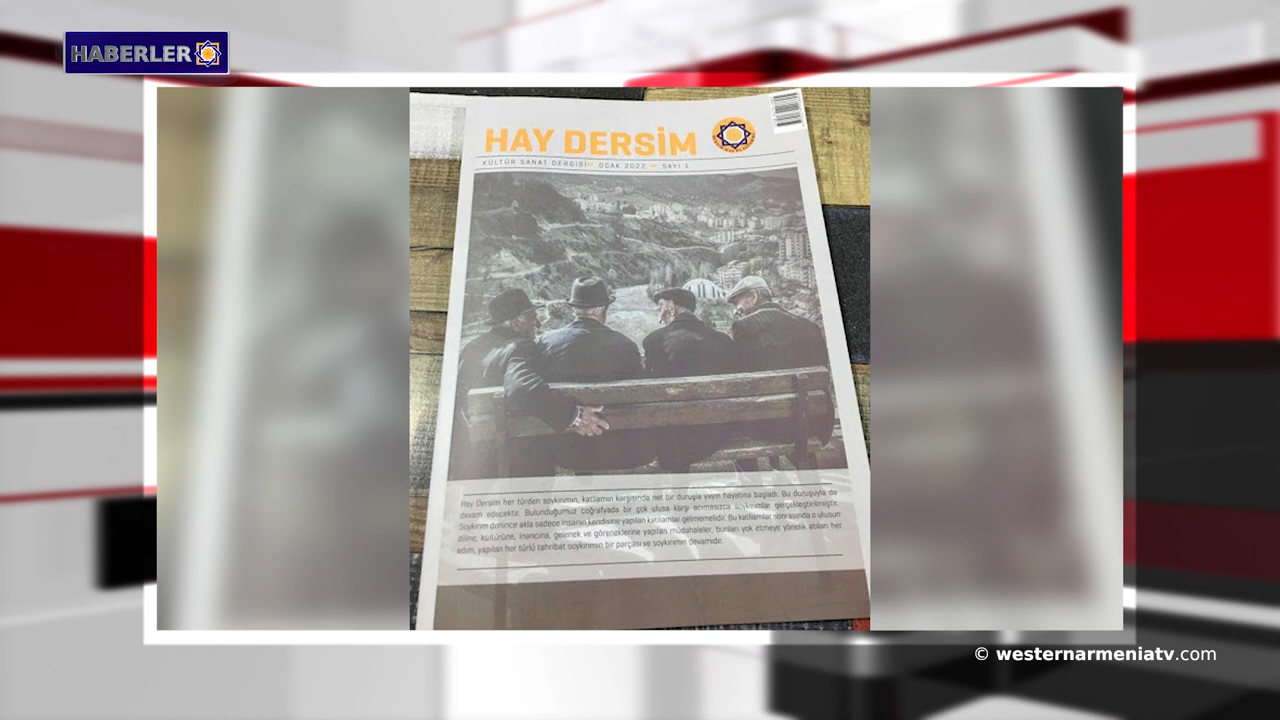 HABERLER
HAY DERSİM
KÜLTÜR SANAT DERGİSİ OCAK 2022 SAYI 1
Hay Dersim her türden soykırımın, katliamın karşısında net bir duruşla yayın hayatına başladı. Bu duruşuyla da
devam edecektir. Bulunduğumuz coğrafyada bir çok ulusa karşı acımasızca soykırımlar gerçekleştirilmiştir.
Soykırım denince akla sadece insanın kendisine yapılan katliamlar gelmemelidir. Bu katliamlar sonrasında o ulusun
diline, kültürüne, inancına, gelenek ve göreneklerine yapılan müdahaleler, bunları yok etmeye yönelik atılan her
adım, yapılan her türlü tahribat soykırımın bir parçası ve soykırımın devamıdır.
© westernarmeniatv.com